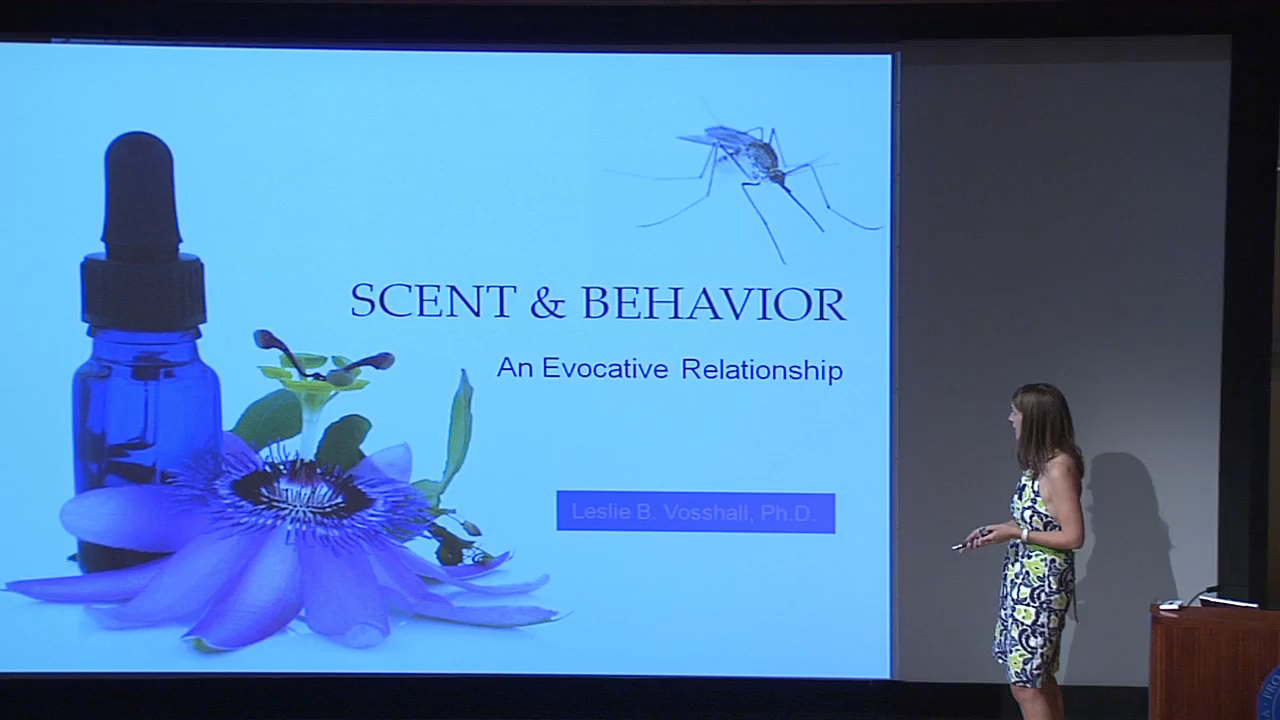 SCENT & BEHAVIOR
An Evocative Relationship
Leslie B. Vosshall, Ph.D.